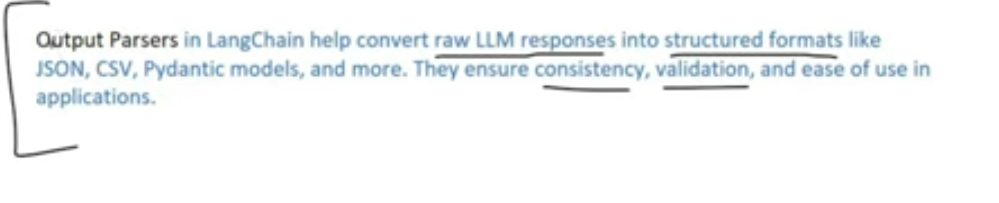 Output Parsers in LangChain help convert raw LLM responses into structured formats like
JSON, CSV, Pydantic models, and more. They ensure consistency, validation, and ease of use in
applications.